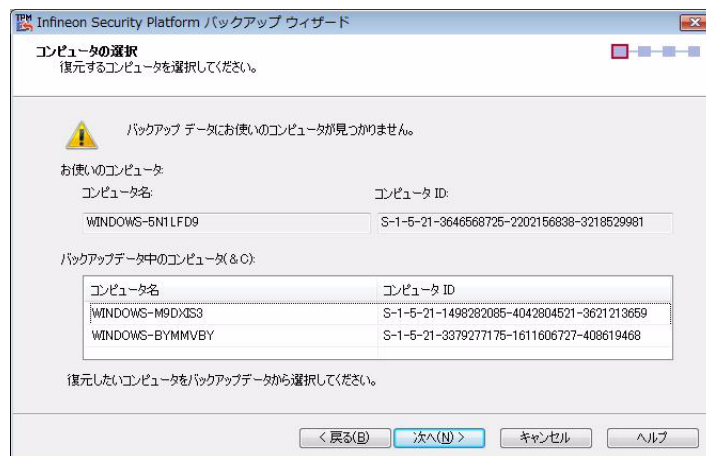 TPM Infineon Security Platform バックアップ ウィザード
コンピュータの選択
復元するコンピュータを選択してください。
バックアップ データにお使いのコンピュータが見つかりません。
お使いのコンピュータ:
コンピュータ名: コンピュータ ID:
WINDOWS-5N1LFD9 S-1-5-21-3646568725-2202156838-3218529981
バックアップデータ中のコンピュータ(&C):
コンピュータ名 コンピュータ ID
WINDOWS-M9DXIS3 S-1-5-21-1498282085-4042804521-3621213659
WINDOWS-BYMMVBY S-1-5-21-3379277175-1611606727-408619468
復元したいコンピュータをバックアップデータから選択してください。
< 戻る(B) 次へ(N) > キャンセル ヘルプ